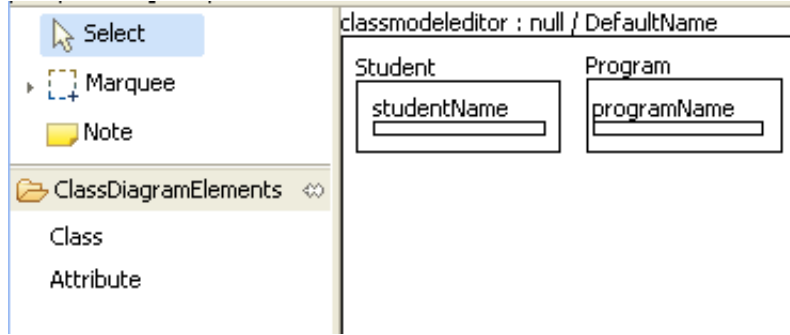 Select
Marquee
Note
ClassDiagramElements
Class
Attribute
classmodeleditor : null / DefaultName
Student
Program
studentName
programName